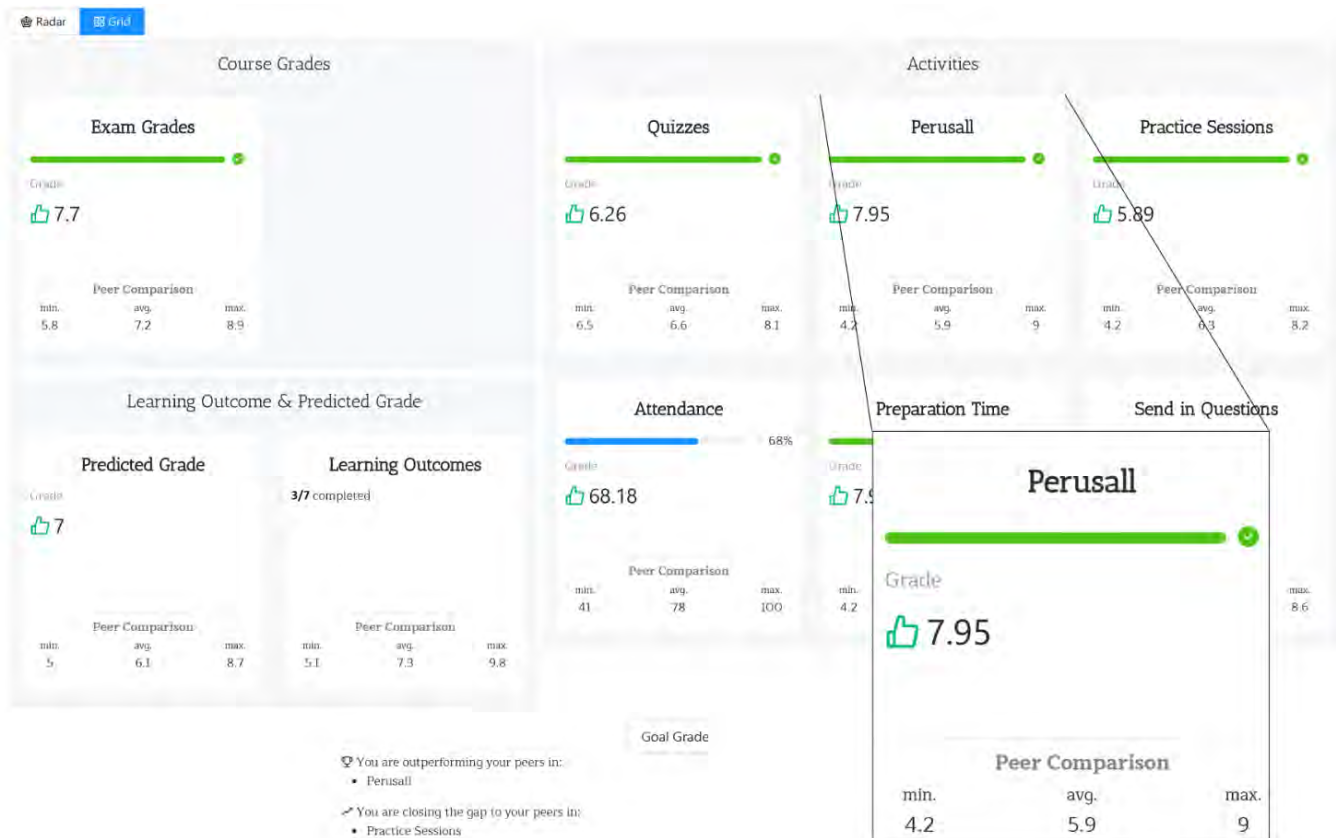 Radar Grid
Course Grades
Exam Grades
Grade
7.7
Peer Comparison
min. avg. max.
5.8 7.2 8.9
Learning Outcome & Predicted Grade
Predicted Grade
Grade
7
Peer Comparison
min. avg. max.
5 6.1 8.7
Learning Outcomes
3/7 completed
Peer Comparison
min. avg. max.
5.1 7.3 9.8
Activities
Quizzes
Grade
6.26
Peer Comparison
min. avg. max.
6.5 6.6 8.1
Perusall
Grade
7.95
Peer Comparison
min. avg. max.
4.2 5.9 9
Practice Sessions
Grade
5.89
Peer Comparison
min. avg. max.
4.2 6.3 8.2
Attendance
68%
Grade
68.18
Peer Comparison
min. avg. max.
41 78 100
Preparation Time
Grade
min.
4.2
Send in Questions
max.
8.6
Perusall
Grade
7.95
Peer Comparison
min. avg. max.
4.2 5.9 9
Goal Grade
You are outperforming your peers in:
• Perusall
You are closing the gap to your peers in:
• Practice Sessions